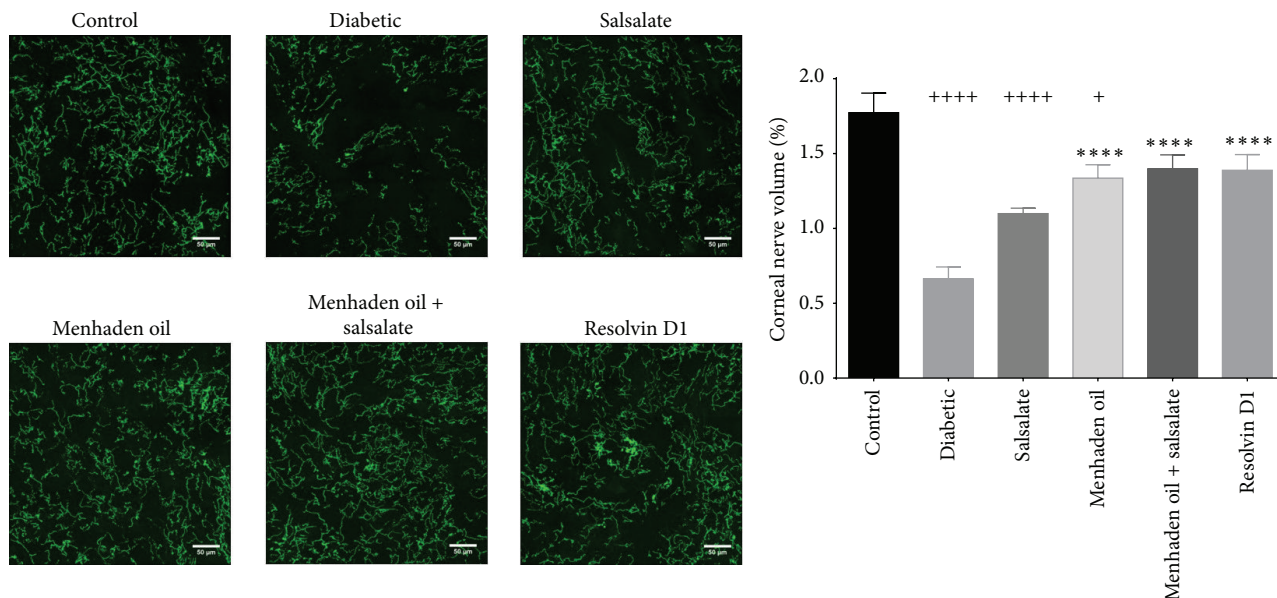 Control
Diabetic
Salsalate
50 µm
50 µm
50 µm
Menhaden oil
Menhaden oil +
salsalate
Resolvin D1
50 µm
50 µm
50 µm
Corneal nerve volume (%)
2.0
1.5
1.0
0.5
0.0
++++
++++
+
****
****
****
Control
Diabetic
Salsalate
Menhaden oil
Menhaden oil + salsalate
Resolvin D1